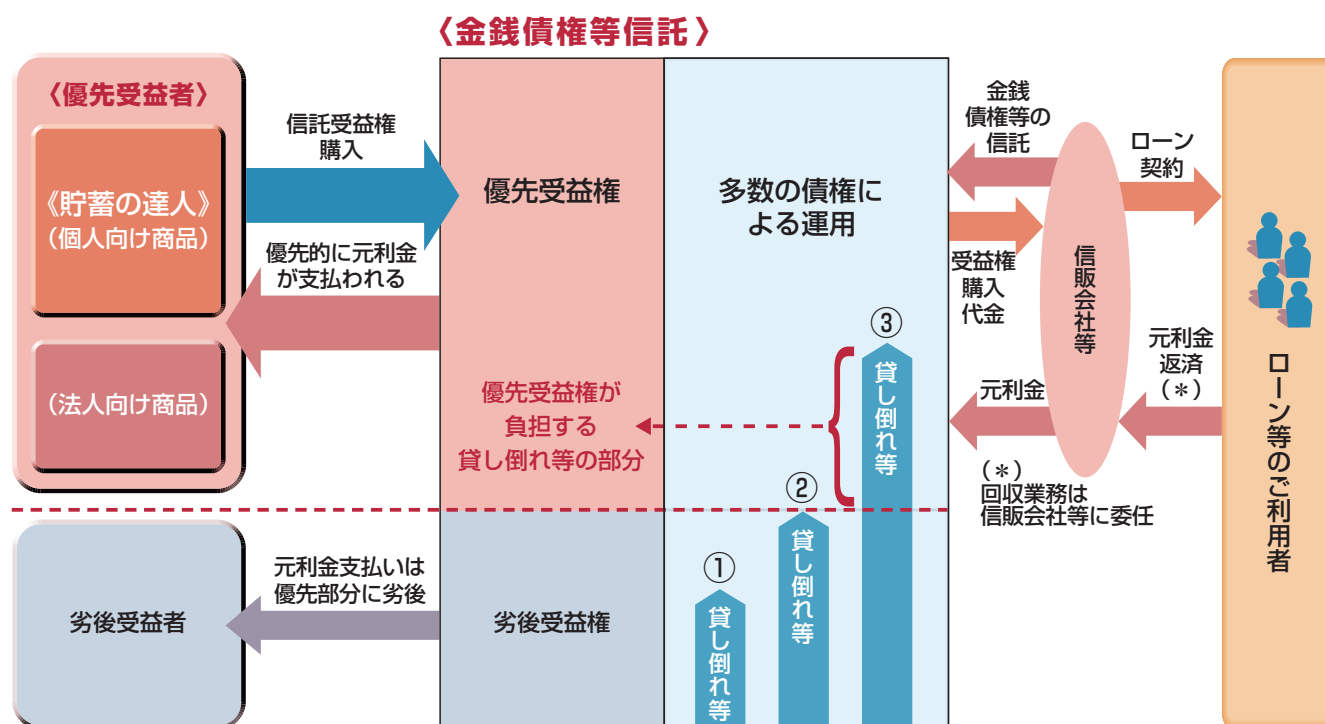 〈金銭債権等信託〉
〈優先受益者〉
《貯蓄の達人》
（個人向け商品）
（法人向け商品）
信託受益権
購入
優先的に元利金
が支払われる
優先受益権
多数の債権に
よる運用
金銭
債権等の
信託
受益権
購入
代金
ローン
契約
信販会社等
元利金
元利金
返済
（＊）
（＊）
回収業務は
信販会社等に委任
ローン等のご利用者
優先受益権が
負担する
貸し倒れ等の部分
③
貸し倒れ等
②
貸し倒れ等
①
貸し倒れ等
劣後受益者
元利金支払いは
優先部分に劣後
劣後受益権